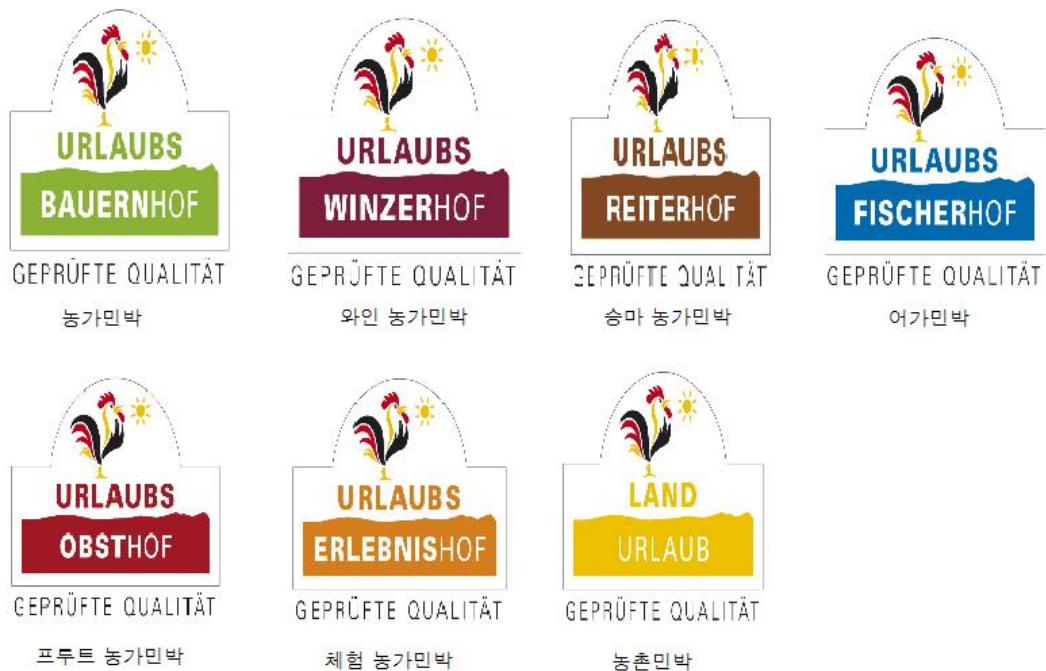 URLAUBS
BAUERNHOF
GEPRÜFTE QUALITÄT
농가민박
URLAUBS
WINZERHOF
GEPRÜFTE QUALITÄT
와인 농가민박
URLAUBS
REITERHOF
GEPRÜFTE QUALITÄT
승마 농가민박
URLAUBS
FISCHERHOF
GEPRÜFTE QUALITÄT
어가민박
URLAUBS
OBSTHOF
GEPRÜFTE QUALITÄT
프루트 농가민박
URLAUBS
ERLEBNISHOF
GEPRÜFTE QUALITÄT
체험 농가민박
LAND
URLAUB
GEPRÜFTE QUALITÄT
농촌민박